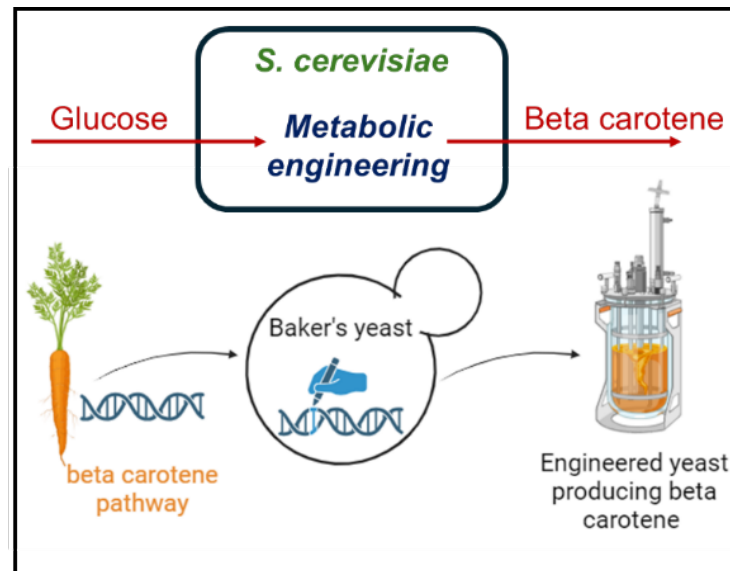 S. cerevisiae
Glucose
Metabolic
engineering
Beta carotene
Baker's yeast
beta carotene
pathway
Engineered yeast
producing beta
carotene